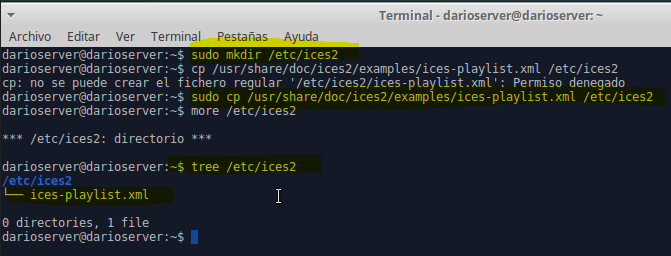 Terminal - darioserver@darioserver: ~
Archivo Editar Ver Terminal Pestañas Ayuda
darioserver@darioserver:~$ sudo mkdir /etc/ices2
darioserver@darioserver:~$ cp /usr/share/doc/ices2/examples/ices-playlist.xml /etc/ices2
cp: no se puede crear el fichero regular '/etc/ices2/ices-playlist.xml': Permiso denegado
darioserver@darioserver:~$ sudo cp /usr/share/doc/ices2/examples/ices-playlist.xml /etc/ices2
darioserver@darioserver:~$ more /etc/ices2
*** /etc/ices2: directorio ***
darioserver@darioserver:~$ tree /etc/ices2
/etc/ices2
└── ices-playlist.xml
0 directories, 1 file
darioserver@darioserver:~$